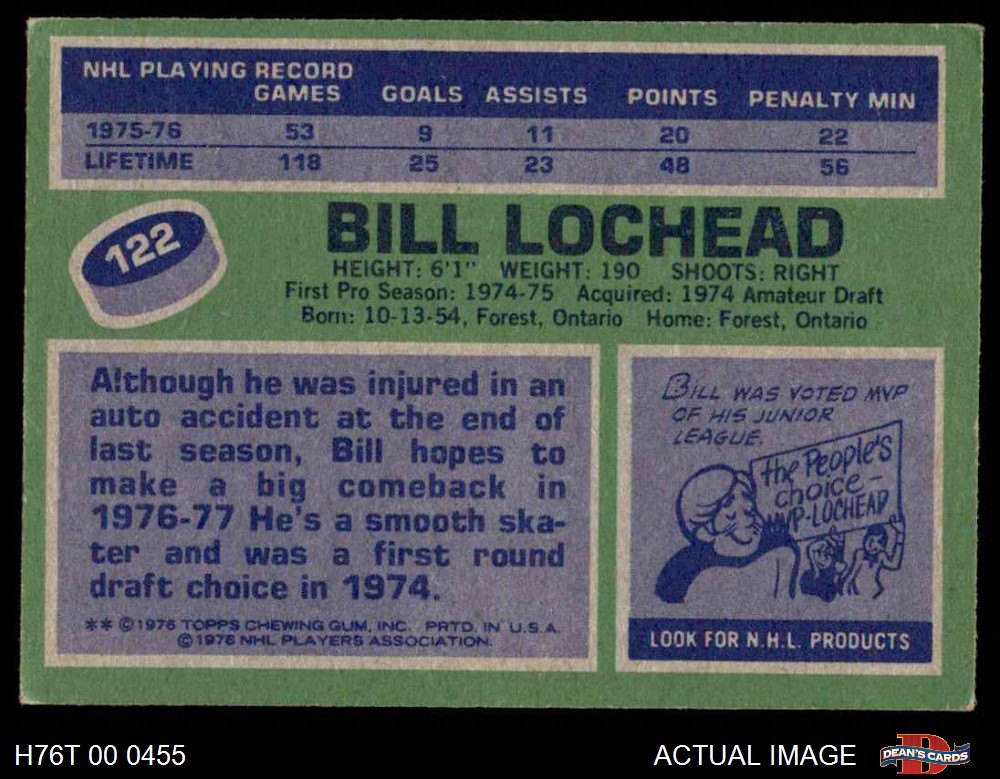 NHL PLAYING RECORD
GAMES GOALS ASSISTS POINTS PENALTY MIN
1975-76 53 9 11 20 22
LIFETIME 118 25 23 48 56
122
BILL LOCHEAD
HEIGHT: 6'1" WEIGHT: 190 SHOOTS: RIGHT
First Pro Season: 1974-75 Acquired: 1974 Amateur Draft
Born: 10-13-54, Forest, Ontario Home: Forest, Ontario
Although he was injured in an
auto accident at the end of
last season, Bill hopes to
make a big comeback in
1976-77 He's a smooth ska-
ter and was a first round
draft choice in 1974.
** ©1976 TOPPS CHEWING GUM, INC. PRTD. IN U.S.A.
©1976 NHL PLAYERS ASSOCIATION.
BILL WAS VOTED MVP
OF HIS JUNIOR
LEAGUE.
the People's
choice-
MVP-LOCHEAD
LOOK FOR N.H.L. PRODUCTS
H76T 00 0455
ACTUAL IMAGE
D
DEAN'S CARDS